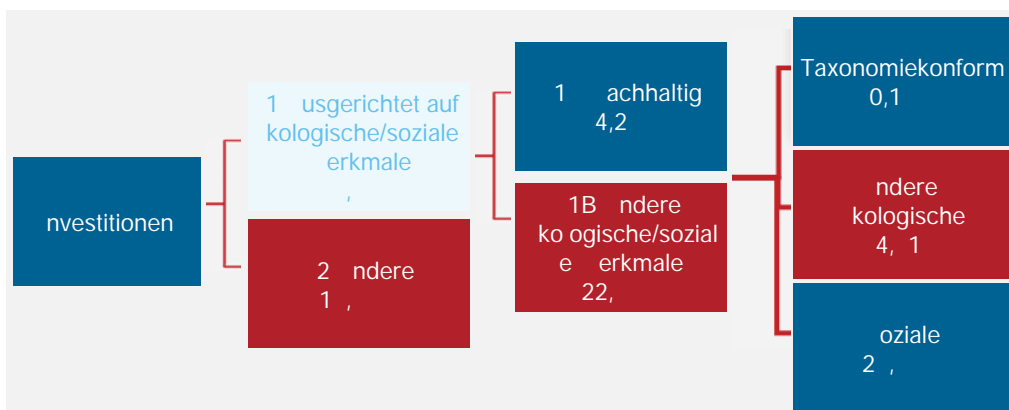 nvestitionen
1 usgerichtet auf
kologische/soziale
erkmale
,
2 ndere
1 ,
1 achhaltig
4,2
1B ndere
ko ogische/sozial
e erkmale
22,
Taxonomiekonform
0,1
ndere
kologische
4, 1
oziale
2 ,